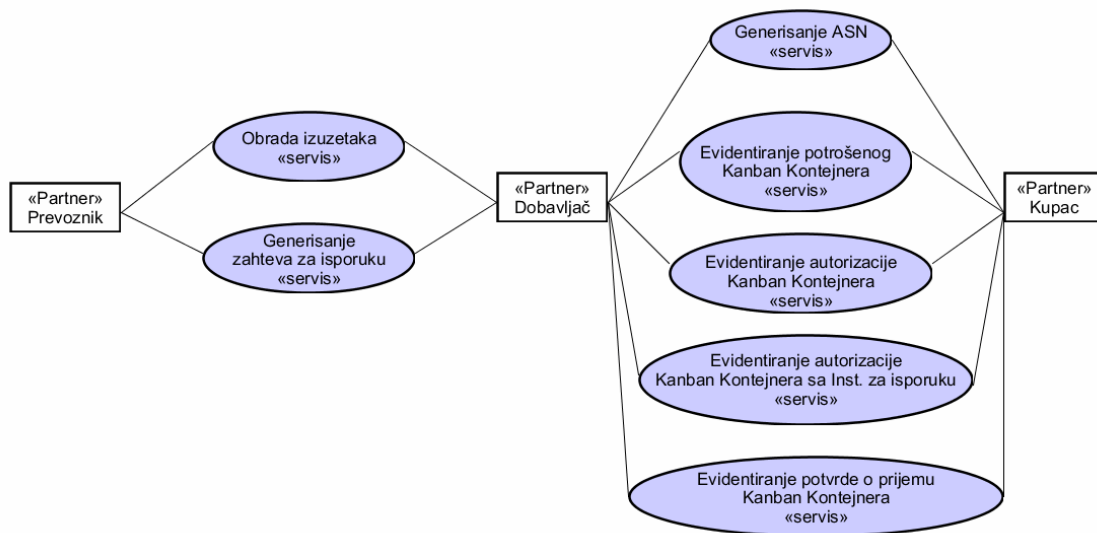 Generisanje ASN
«servis»
Obrada izuzetaka
«servis»
Evidentiranje potrošenog
Kanban Kontejnera
«servis»
«Partner»
Prevoznik
«Partner»
Dobavljač
«Partner»
Kupac
Generisanje
zahteva za isporuku
«servis»
Evidentiranje autorizacije
Kanban Kontejnera
«servis»
Evidentiranje autorizacije
Kanban Kontejnera sa Inst. za isporuku
«servis»
Evidentiranje potvrde o prijemu
Kanban Kontejnera
«servis»